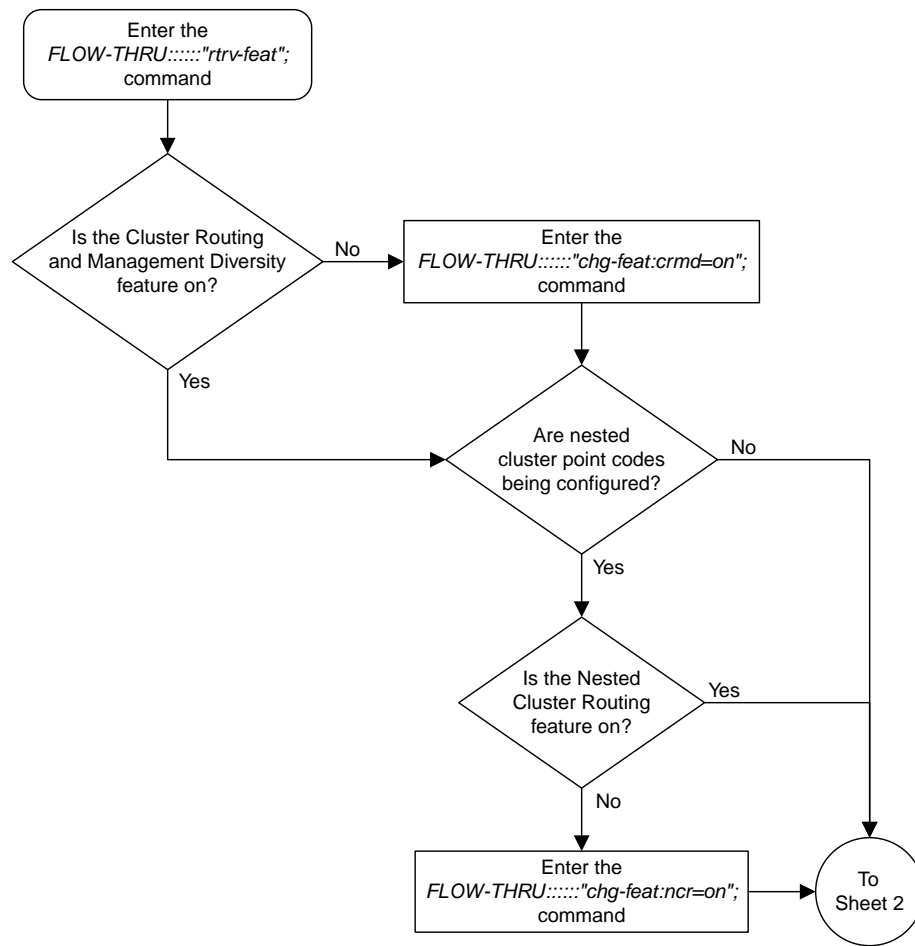 Enter the
FLOW-THRU::::::"rtrv-feat";
command
Is the Cluster Routing
and Management Diversity
feature on?
No
Enter the
FLOW-THRU::::::"chg-feat:crmd=on";
command
Yes
Are nested
cluster point codes
being configured?
No
Yes
Is the Nested
Cluster Routing
feature on?
Yes
No
Enter the
FLOW-THRU::::::"chg-feat:ncr=on";
command
To
Sheet 2